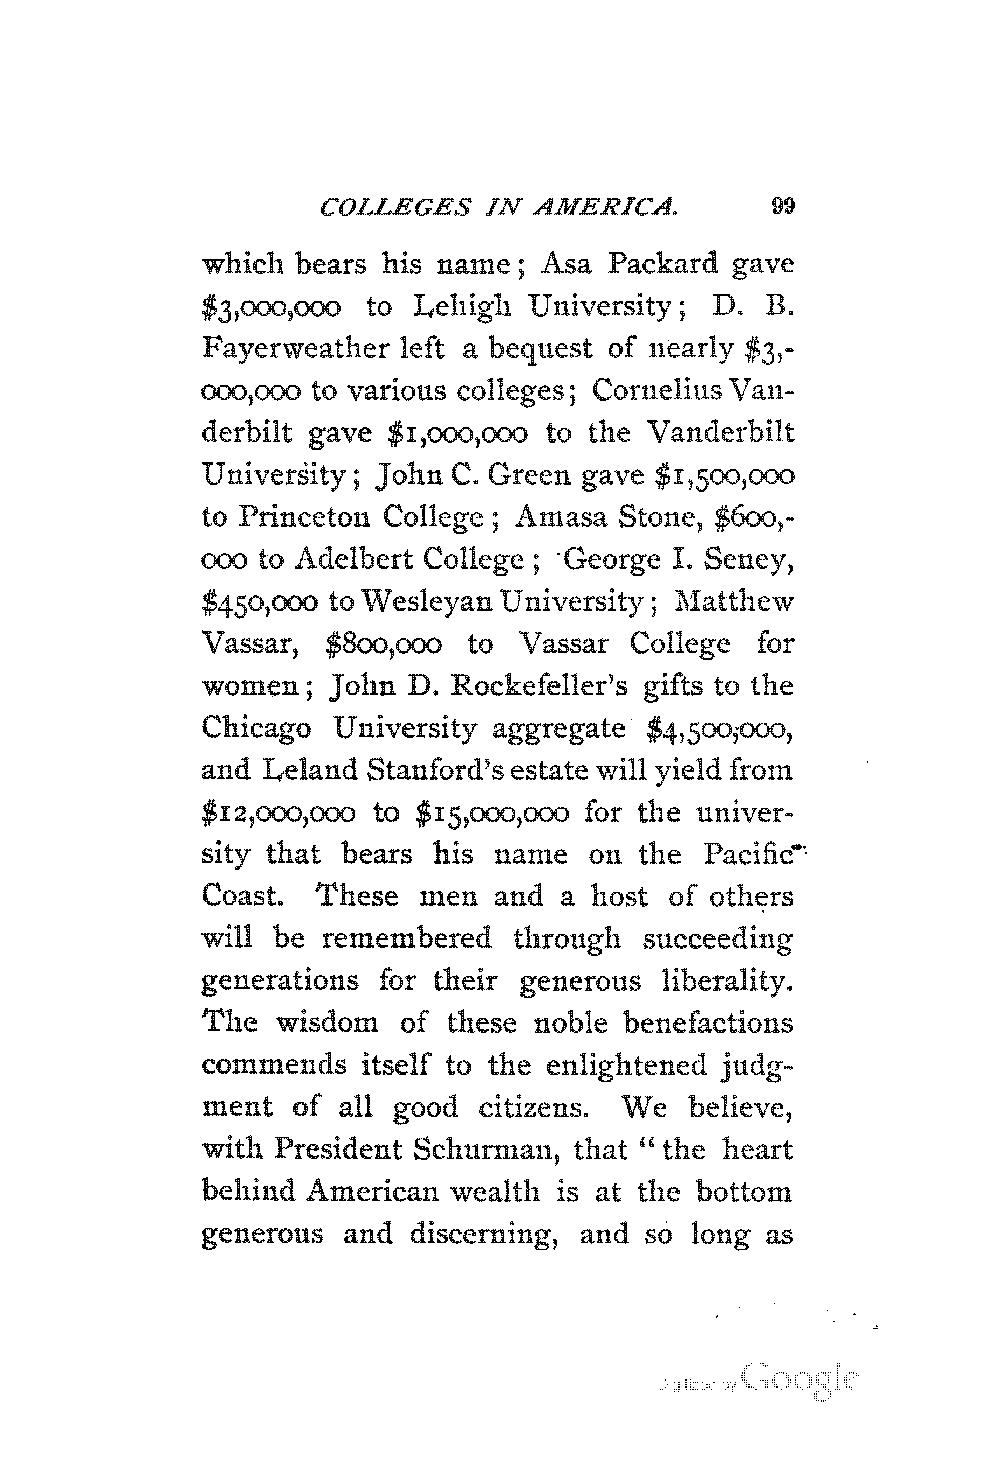 COLLEGES IN AMERICA. 99
which bears his name; Asa Packard gave
$3,000,000 to Lehigh University; D. B.
Fayerweather left a bequest of nearly $3,-
000,000 to various colleges; Cornelius Van-
derbilt gave $1,000,000 to the Vanderbilt
University; John C. Green gave $1,500,000
to Princeton College; Amasa Stone, $600,-
000 to Adelbert College; George I. Seney,
$450,000 to Wesleyan University; Matthew
Vassar, $800,000 to Vassar College for
women; John D. Rockefeller's gifts to the
Chicago University aggregate $4,500,000,
and Leland Stanford's estate will yield from
$12,000,000 to $15,000,000 for the univer-
sity that bears his name on the Pacific
Coast. These men and a host of others
will be remembered through succeeding
generations for their generous liberality.
The wisdom of these noble benefactions
commends itself to the enlightened judg-
ment of all good citizens. We believe,
with President Schurman, that "the heart
behind American wealth is at the bottom
generous and discerning, and so long as
Digitized by Google